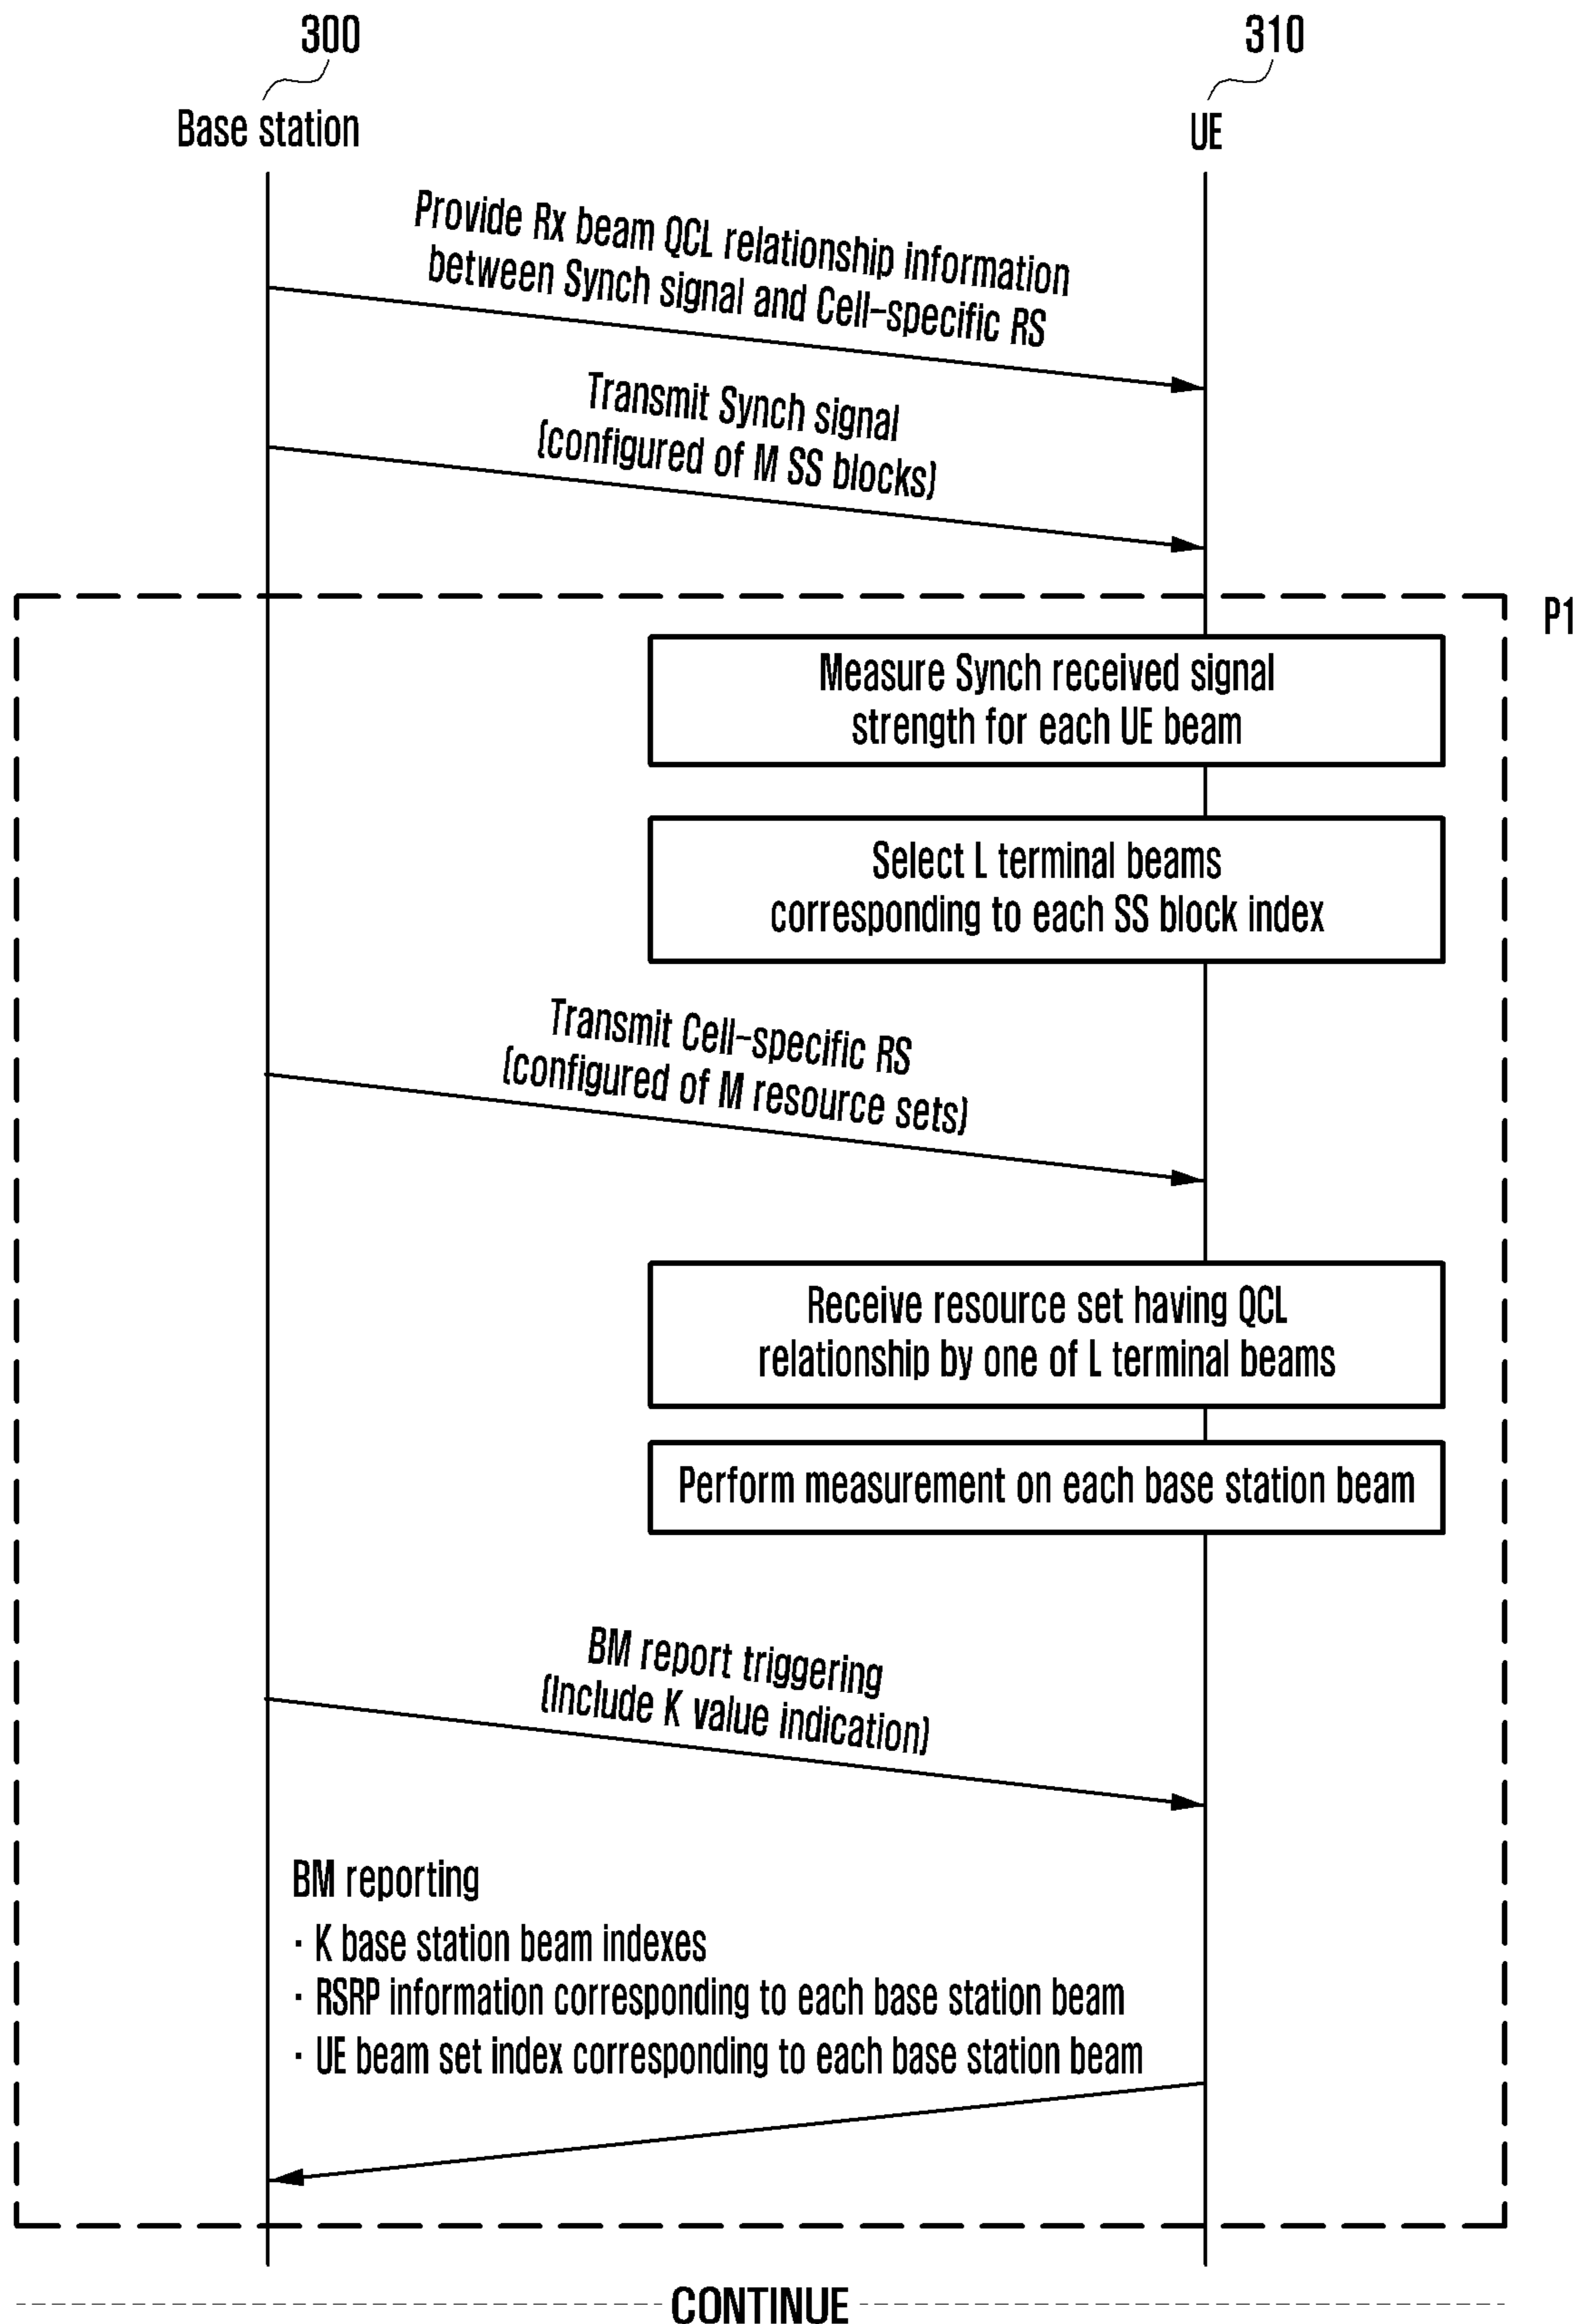 300
310
Base station
UE
Provide Rx beam QCL relationship information
between Synch signal and Cell-specific RS
Transmit Synch signal
(configured of M SS blocks)
P1
Measure Synch received signal
strength for each UE beam
Select L terminal beams
corresponding to each SS block index
Transmit Cell-specific RS
(configured of M resource sets)
Receive resource set having QCL
relationship by one of L terminal beams
Perform measurement on each base station beam
BM report triggering
(Include K value indication)
BM reporting
· K base station beam indexes
· RSRP information corresponding to each base station beam
· UE beam set index corresponding to each base station beam
CONTINUE